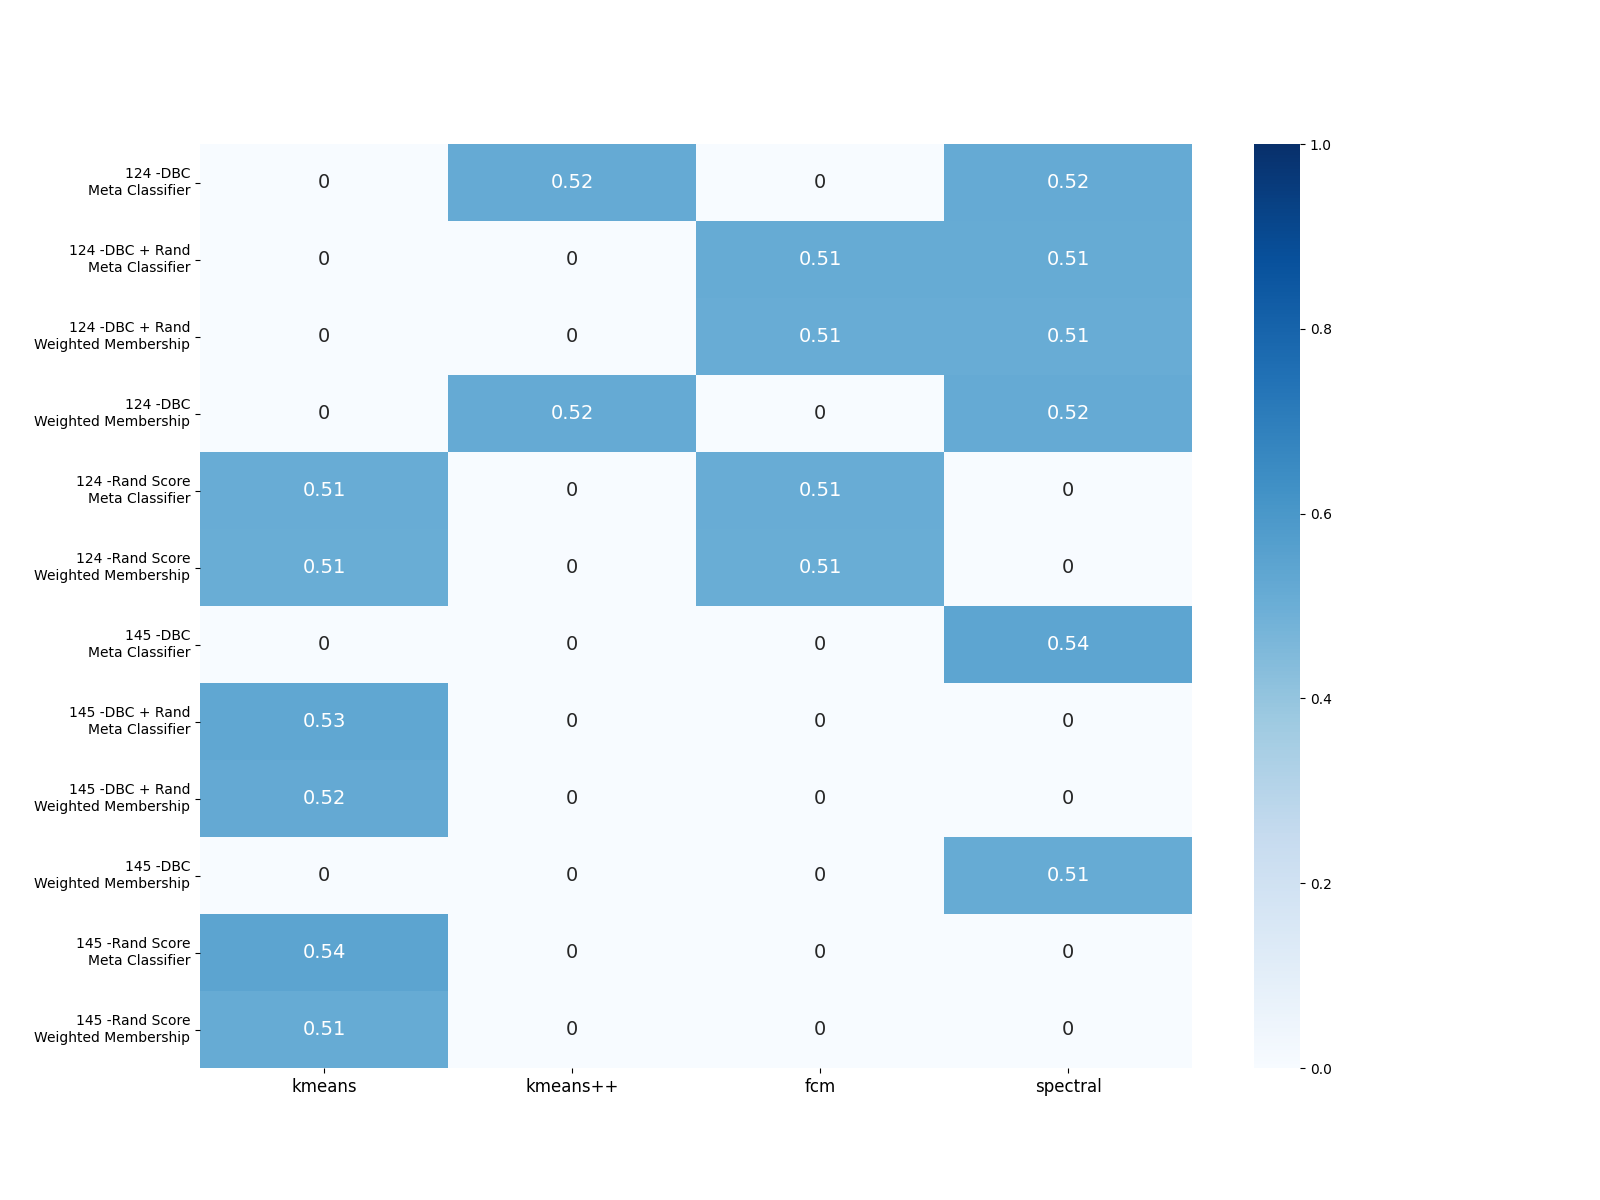 124 -DBC
Meta Classifier
0
0.52
0
0.52
124 -DBC + Rand
Meta Classifier
0
0
0.51
0.51
124 -DBC + Rand
Weighted Membership
0
0
0.51
0.51
124 -DBC
Weighted Membership
0
0.52
0
0.52
124 -Rand Score
Meta Classifier
0.51
0
0.51
0
124 -Rand Score
Weighted Membership
0.51
0
0.51
0
145 -DBC
Meta Classifier
0
0
0
0.54
145 -DBC + Rand
Meta Classifier
0.53
0
0
0
145 -DBC + Rand
Weighted Membership
0.52
0
0
0
145 -DBC
Weighted Membership
0
0
0
0.51
145 -Rand Score
Meta Classifier
0.54
0
0
0
145 -Rand Score
Weighted Membership
0.51
0
0
0
kmeans
kmeans++
fcm
spectral
1.0
0.8
0.6
0.4
0.2
0.0